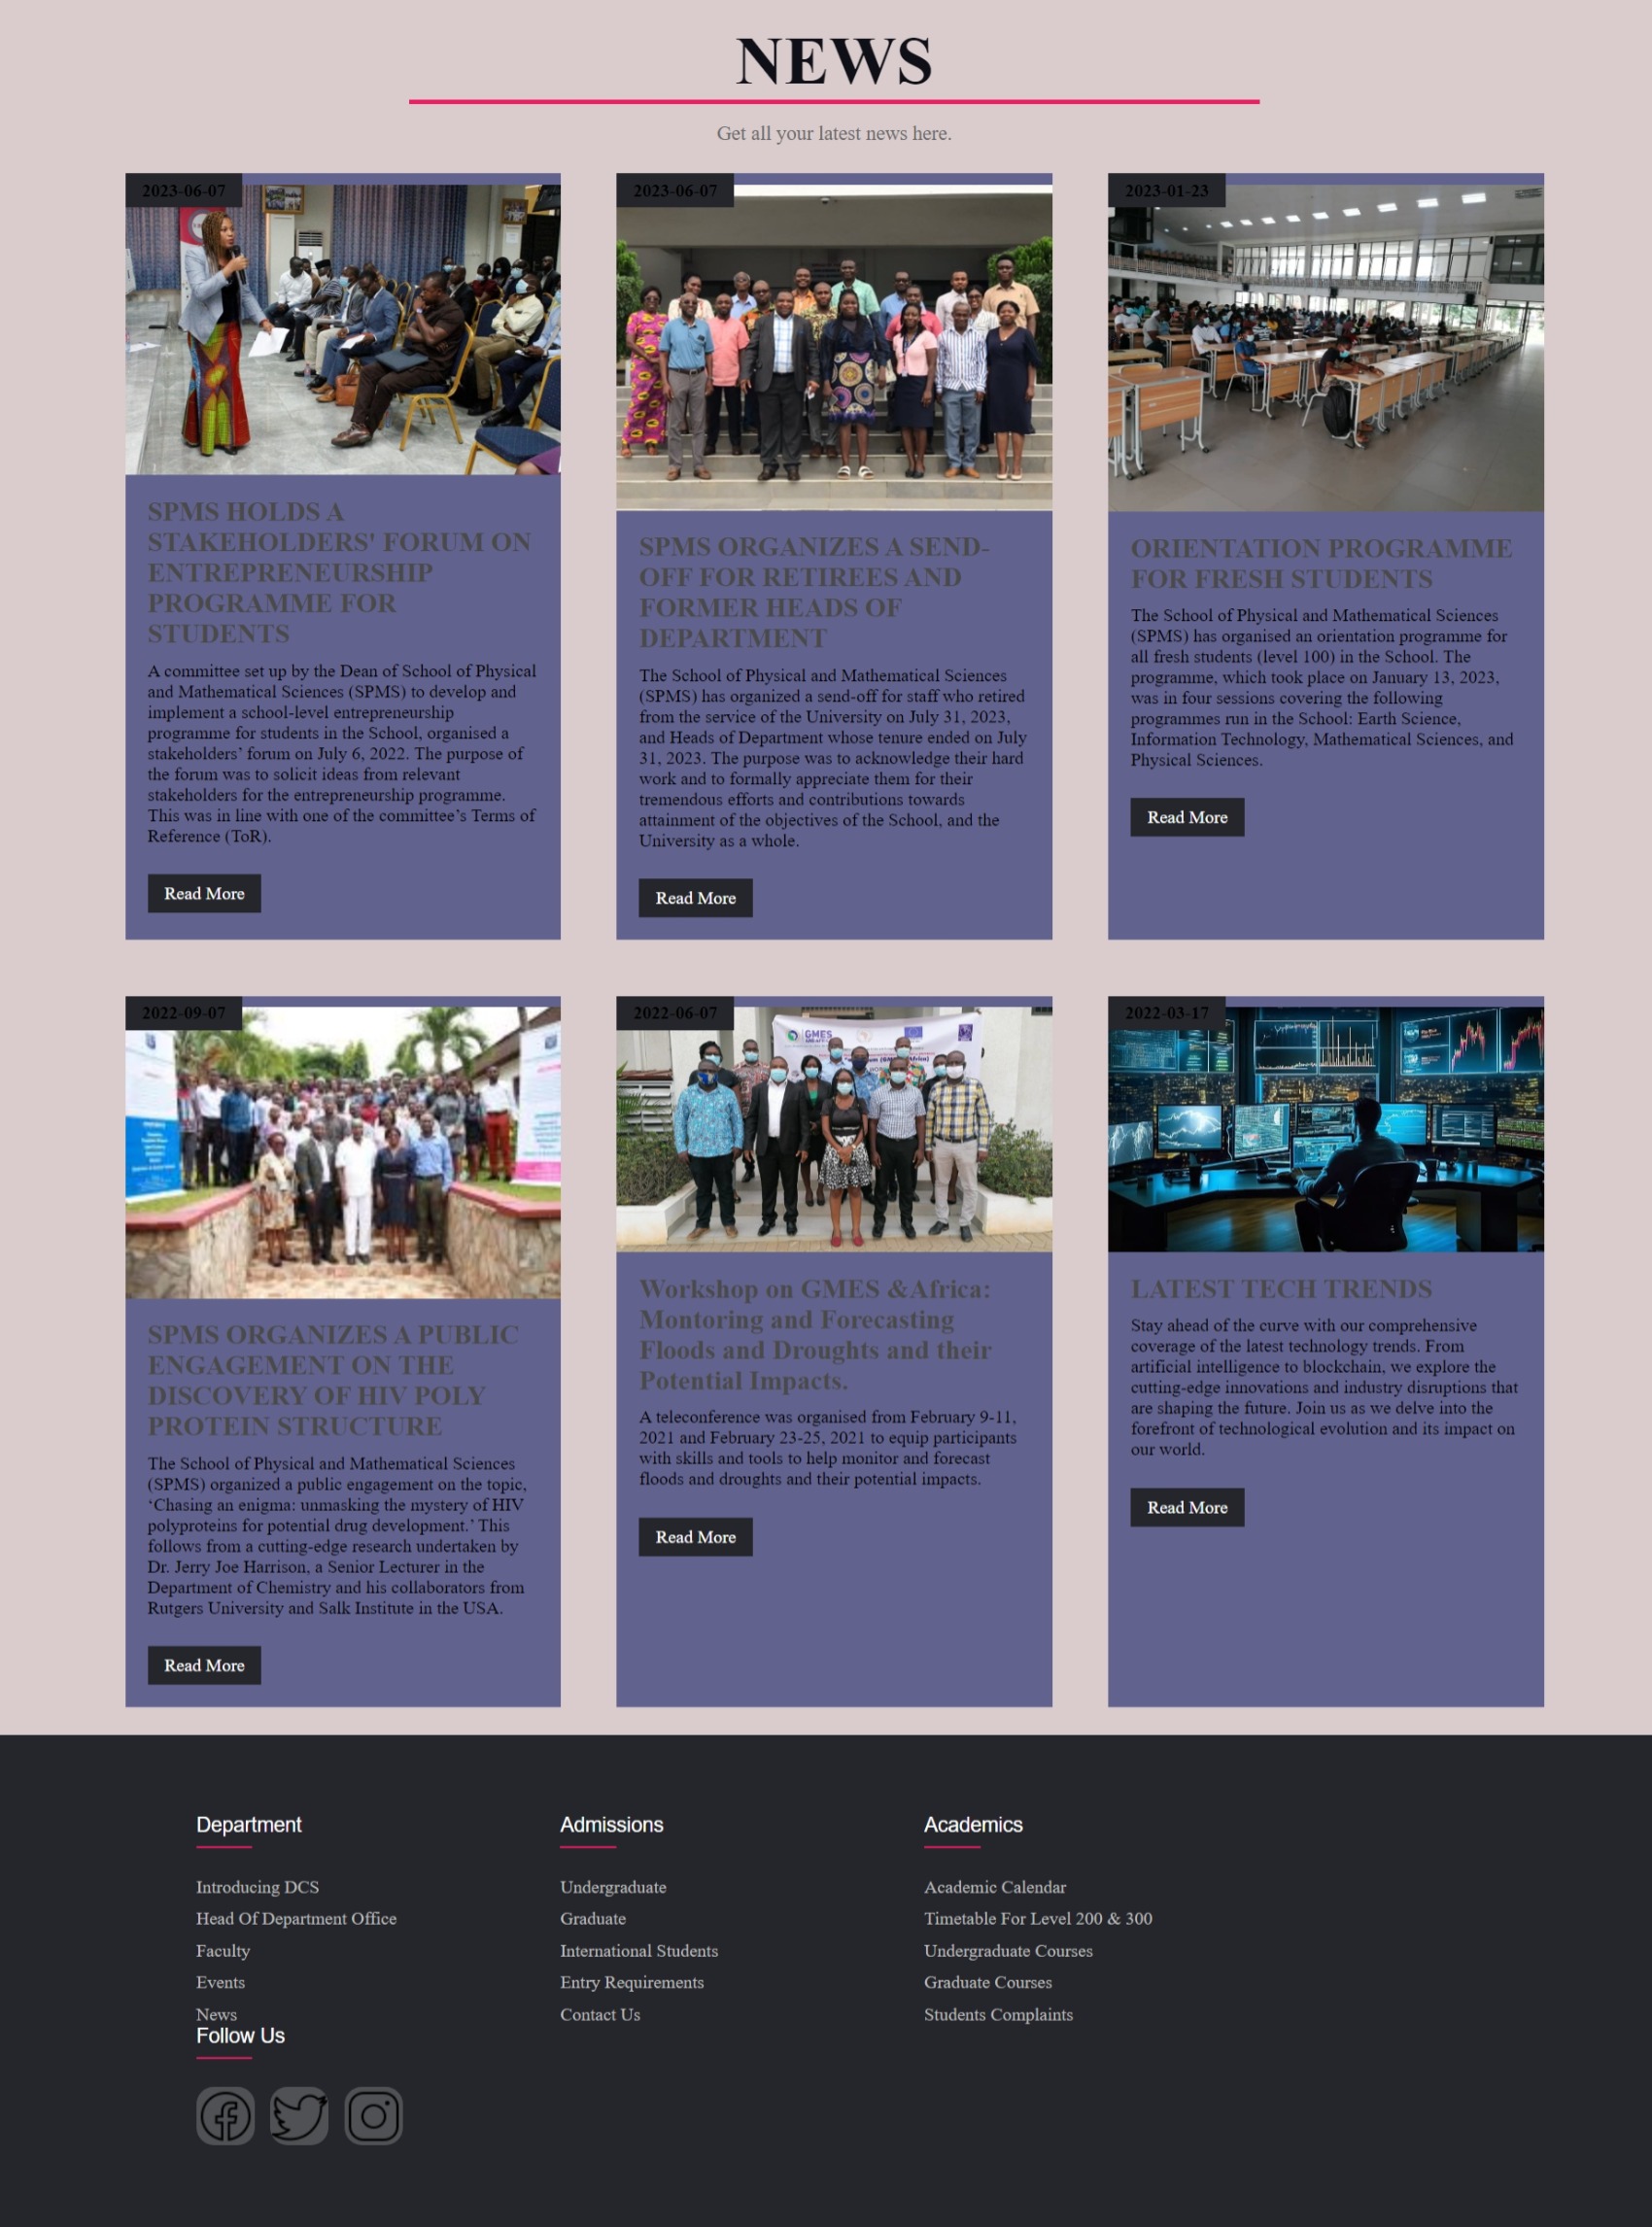 NEWS
Get all your latest news here.
2023-06-07
SPMS HOLDS A
STAKEHOLDERS' FORUM ON
ENTREPRENEURSHIP
PROGRAMME FOR
STUDENTS
A committee set up by the Dean of School of Physical
and Mathematical Sciences (SPMS) to develop and
implement a school-level entrepreneurship
programme for students in the School, organised a
stakeholders’ forum on July 6, 2022. The purpose of
the forum was to solicit ideas from relevant
stakeholders for the entrepreneurship programme.
This was in line with one of the committee’s Terms of
Reference (ToR).
Read More
2023-06-07
SPMS ORGANIZES A SEND-
OFF FOR RETIREES AND
FORMER HEADS OF
DEPARTMENT
The School of Physical and Mathematical Sciences
(SPMS) has organized a send-off for staff who retired
from the service of the University on July 31, 2023,
and Heads of Department whose tenure ended on July
31, 2023. The purpose was to acknowledge their hard
work and to formally appreciate them for their
tremendous efforts and contributions towards
attainment of the objectives of the School, and the
University as a whole.
Read More
2023-01-23
ORIENTATION PROGRAMME
FOR FRESH STUDENTS
The School of Physical and Mathematical Sciences
(SPMS) has organised an orientation programme for
all fresh students (level 100) in the School. The
programme, which took place on January 13, 2023,
was in four sessions covering the following
programmes run in the School: Earth Science,
Information Technology, Mathematical Sciences, and
Physical Sciences.
Read More
2022-09-07
SPMS ORGANIZES A PUBLIC
ENGAGEMENT ON THE
DISCOVERY OF HIV POLY
PROTEIN STRUCTURE
The School of Physical and Mathematical Sciences
(SPMS) organized a public engagement on the topic,
‘Chasing an enigma: unmasking the mystery of HIV
polyproteins for potential drug development.’ This
follows from a cutting-edge research undertaken by
Dr. Jerry Joe Harrison, a Senior Lecturer in the
Department of Chemistry and his collaborators from
Rutgers University and Salk Institute in the USA.
Read More
2022-06-07
GMES
Workshop on GMES &Africa:
Montoring and Forecasting
Floods and Droughts and their
Potential Impacts.
A teleconference was organised from February 9-11,
2021 and February 23-25, 2021 to equip participants
with skills and tools to help monitor and forecast
floods and droughts and their potential impacts.
Read More
2022-03-17
LATEST TECH TRENDS
Stay ahead of the curve with our comprehensive
coverage of the latest technology trends. From
artificial intelligence to blockchain, we explore the
cutting-edge innovations and industry disruptions that
are shaping the future. Join us as we delve into the
forefront of technological evolution and its impact on
our world.
Read More
Department
Introducing DCS
Head Of Department Office
Faculty
Events
News
Admissions
Undergraduate
Graduate
International Students
Entry Requirements
Contact Us
Academics
Academic Calendar
Timetable For Level 200 & 300
Undergraduate Courses
Graduate Courses
Students Complaints
Follow Us